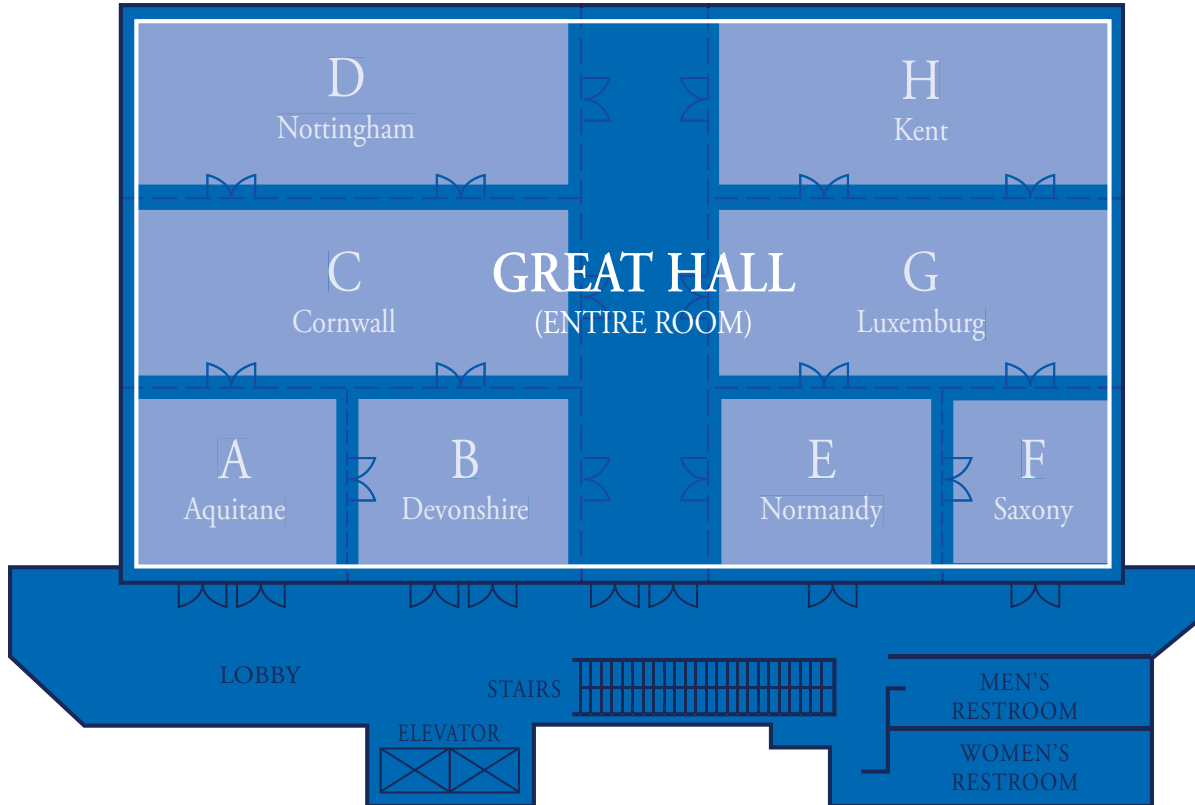 D
Nottingham
H
Kent
C
Cornwall
GREAT HALL
(ENTIRE ROOM)
G
Luxemburg
A
Aquitane
B
Devonshire
E
Normandy
F
Saxony
LOBBY
STAIRS
ELEVATOR
MEN'S
RESTROOM
WOMEN'S
RESTROOM